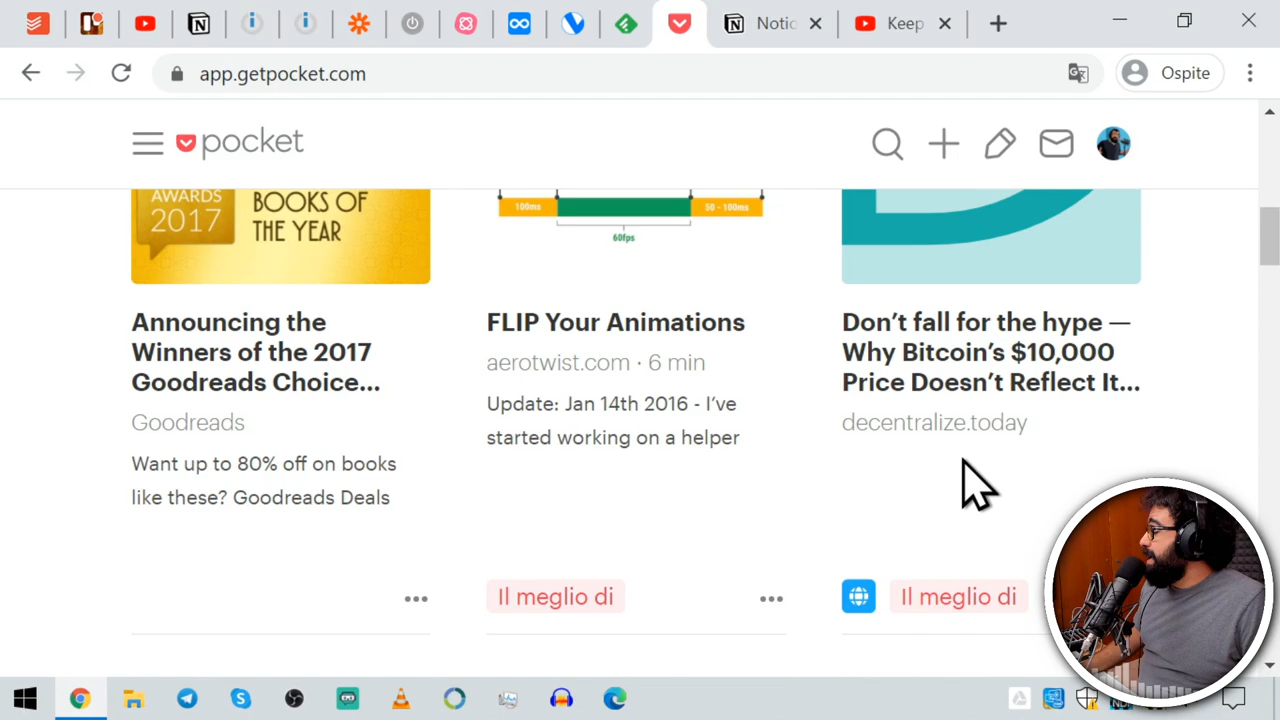 Notic
Keep
app.getpocket.com
Ospite
pocket
AWARDS
2017
BOOKS OF
THE YEAR
100ms
50 - 100ms
60fps
Announcing the
Winners of the 2017
Goodreads Choice...
Goodreads
Want up to 80% off on books
like these? Goodreads Deals
FLIP Your Animations
aerotwist.com · 6 min
Update: Jan 14th 2016 - I’ve
started working on a helper
Il meglio di
Don’t fall for the hype —
Why Bitcoin’s $10,000
Price Doesn’t Reflect It...
decentralize.today
Il meglio di